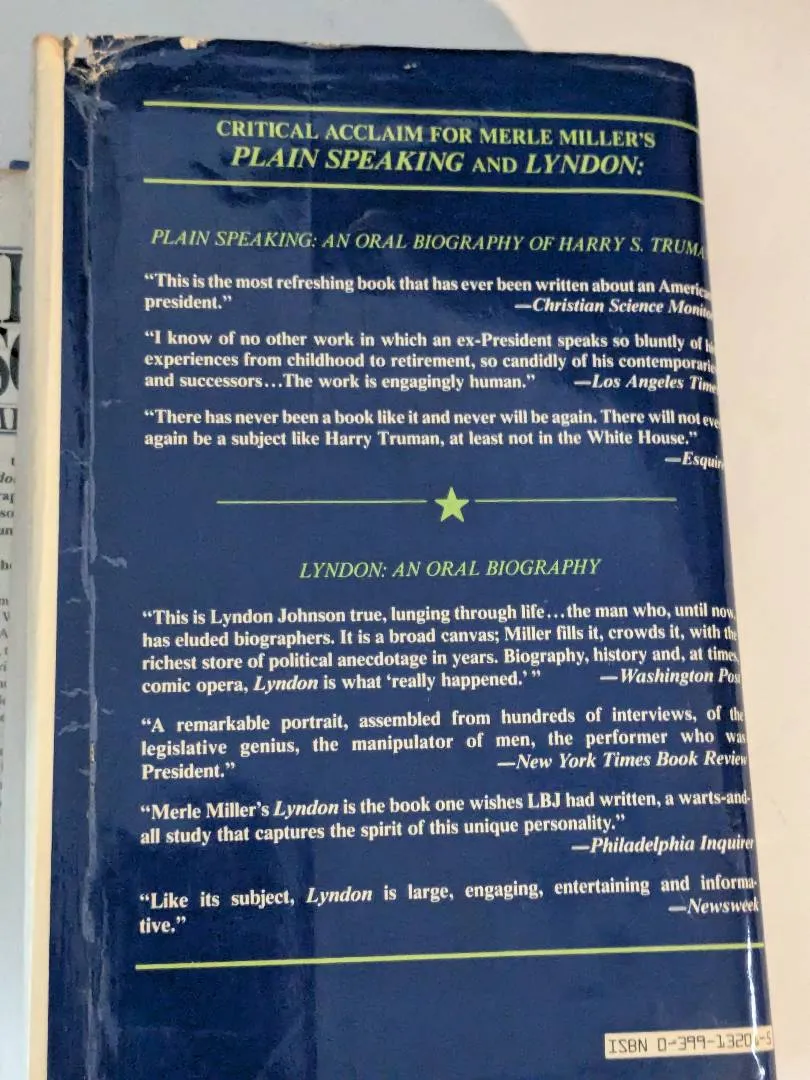 CRITICAL ACCLAIM FOR MERLE MILLER'S
PLAIN SPEAKING AND LYNDON:
PLAIN SPEAKING: AN ORAL BIOGRAPHY OF HARRY S. TRUMA
“This is the most refreshing book that has ever been written about an Americ
president.” —Christian Science Monito
“I know of no other work in which an ex-President speaks so bluntly of
experiences from childhood to retirement, so candidly of his contemporari
and successors...The work is engagingly human.” —Los Angeles Time
“There has never been a book like it and never will be again. There will not eve
again be a subject like Harry Truman, at least not in the White House.”
—Esquir
LYNDON: AN ORAL BIOGRAPHY
“This is Lyndon Johnson true, lunging through life...the man who, until now,
has eluded biographers. It is a broad canvas; Miller fills it, crowds it, with the
richest store of political anecdotage in years. Biography, history and, at times,
comic opera, Lyndon is what ‘really happened.’” —Washington Post
“A remarkable portrait, assembled from hundreds of interviews, of the
legislative genius, the manipulator of men, the performer who was
President.” —New York Times Book Review
“Merle Miller's Lyndon is the book one wishes LBJ had written, a warts-and-
all study that captures the spirit of this unique personality.”
—Philadelphia Inquirer
“Like its subject, Lyndon is large, engaging, entertaining and informa-
tive.” —Newsweek
ISBN 0-399-13201-5